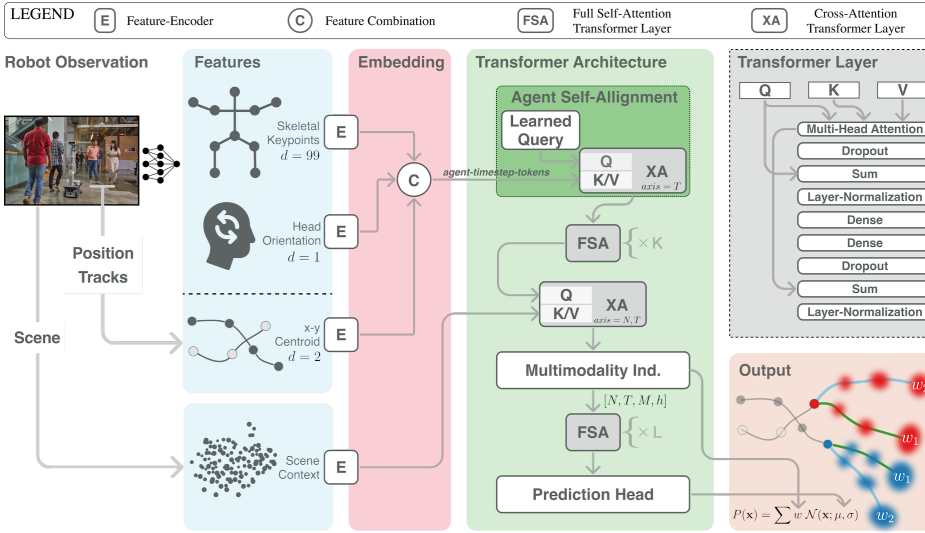 LEGEND
E Feature-Encoder
C Feature Combination
FSA Full Self-Attention
Transformer Layer
XA Cross-Attention
Transformer Layer
Robot Observation
Position
Tracks
Scene
Features
Skeletal
Keypoints
d = 99
Head
Orientation
d = 1
x-y
Centroid
d = 2
Scene
Context
Embedding
E
E
E
E
C
Transformer Architecture
Agent Self-Allignment
Learned
Query
agent-timestep-tokens
Q
K/V
XA
axis=T
FSA
{ × K
Q
K/V
XA
axis=N,T
Multimodality Ind.
[N, T, M, h]
FSA
{ × L
Prediction Head
Transformer Layer
Q K V
Multi-Head Attention
Dropout
Sum
Layer-Normalization
Dense
Dense
Dropout
Sum
Layer-Normalization
Output
w₁
w₁
w₂
P(x) = ∑ w N(x; μ, σ)